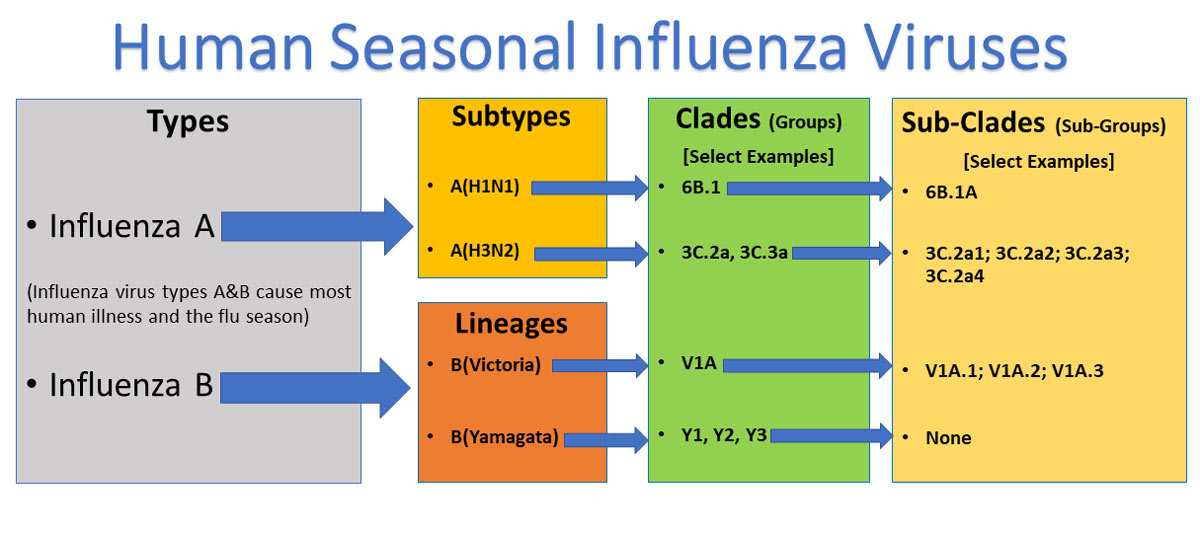 Human Seasonal Influenza Viruses
Types
• Influenza A
(Influenza virus types A&B cause most
human illness and the flu season)
• Influenza B
Subtypes
• A(H1N1)
• A(H3N2)
Lineages
• B(Victoria)
• B(Yamagata)
Clades (Groups)
[Select Examples]
• 6B.1
• 3C.2a, 3C.3a
• V1A
• Y1, Y2, Y3
Sub-Clades (Sub-Groups)
[Select Examples]
• 6B.1A
• 3C.2a1; 3C.2a2; 3C.2a3;
3C.2a4
• V1A.1; V1A.2; V1A.3
• None